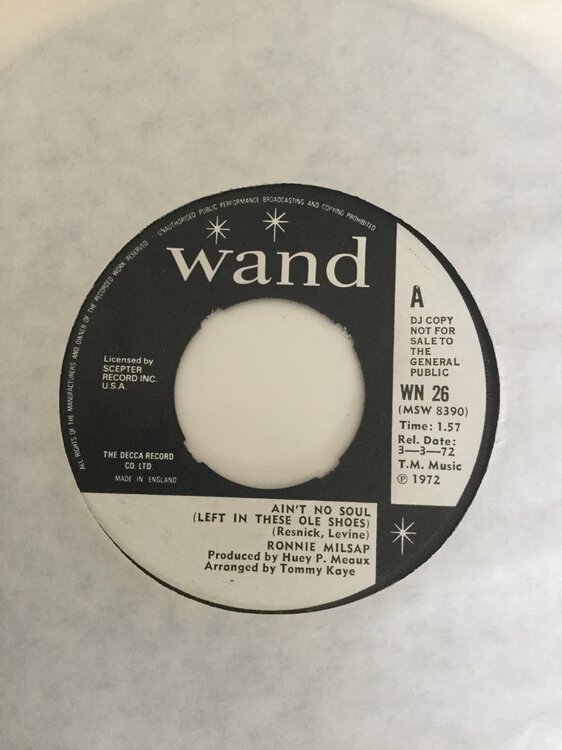 ALL RIGHTS OF THE MANUFACTURERS AND OWNER OF THE RECORDED WORK RESERVED
UNAUTHORISED PUBLIC PERFORMANCE BROADCASTING AND COPYING PROHIBITED
wand
A
DJ COPY
NOT FOR
SALE TO
THE
GENERAL
PUBLIC
WN 26
(MSW 8390)
Time: 1.57
Rel. Date:
3-3-72
T.M. Music
℗ 1972
Licensed by
SCEPTER
RECORD INC.
U.S.A.
THE DECCA RECORD
CO. LTD.
MADE IN ENGLAND
AIN'T NO SOUL
(LEFT IN THESE OLE SHOES)
(Resnick, Levine)
RONNIE MILSAP
Produced by Huey P. Meaux
Arranged by Tommy Kaye